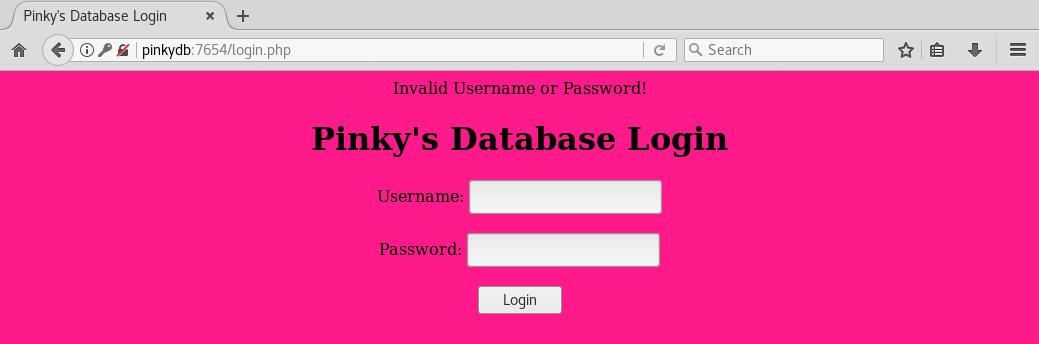 Pinky's Database Login
pinkydb:7654/login.php
Search
Invalid Username or Password!
Pinky's Database Login
Username:
Password:
Login